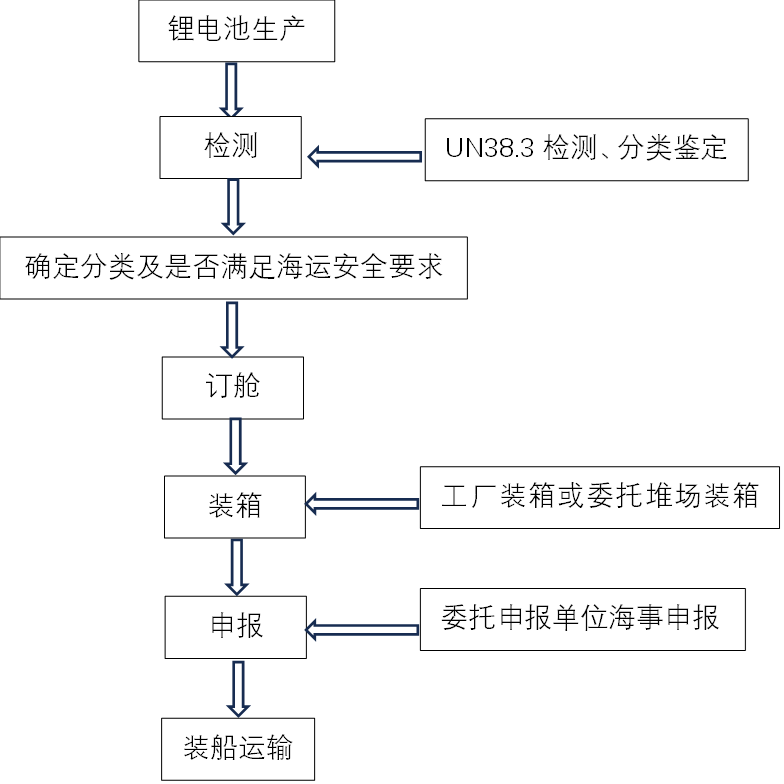 锂电池生产
检测
UN38.3 检测、分类鉴定
确定分类及是否满足海运安全要求
订舱
装箱
工厂装箱或委托堆场装箱
申报
委托申报单位海事申报
装船运输